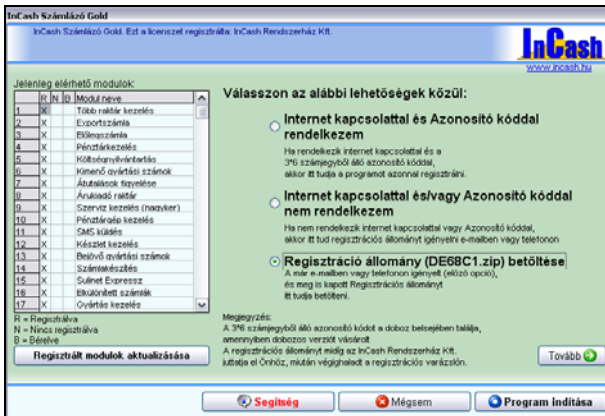 InCash Számlázó Gold
InCash Számlázó Gold. Ezt a licenszet regisztrálta: InCash Rendszerház Kft.
InCash
www.incash.hu
Jelenleg elérhető modulok:
R N B Modul neve
1 X Több raktár kezelés
2 X Exportszámla
3 X Előlegszámla
4 X Pénztárkezelés
5 X Költségnyilvántartás
6 X Kimenő gyártási számok
7 X Átutalások figyelése
8 X Árukiadó raktár
9 X Szerviz kezelés (nagyker)
10 X Pénztárgép kezelés
11 X SMS küldés
12 X Készlet kezelés
13 X Bejövő gyártási számok
14 X Számlakészítés
15 X Sulinet Expressz
16 X Elkülönített számlák
17 X Gyártás kezelés
R = Regisztrálva
N = Nincs regisztrálva
B = Bérelve
Regisztrált modulok aktualizásása
Válasszon az alábbi lehetőségek közül:
Internet kapcsolattal és Azonosító kóddal
rendelkezem
Ha rendelkezik internet kapcsolattal és a
3*6 számjegyből álló azonosító kóddal,
akkor itt tudja a programot azonnal regisztrálni.
Internet kapcsolattal és/vagy Azonosító kóddal
nem rendelkezem
Ha nem rendelkezik internet kapcsolattal vagy Azonosító kóddal,
akkor itt tud regisztrációs állományt igényelni e-mailben vagy telefonon
Regisztráció állomány (DE68C1.zip) betöltése
A már e-mailben vagy telefonon igényelt (előző opció),
és meg is kapott Regisztrációs állományt
itt tudja betölteni.
Megjegyzés:
A 3*6 számjegyből álló azonosító kódot a doboz belsejében találja,
amennyiben dobozos verziót vásárolt
A regisztrációs állományt midíg az InCash Rendszerház Kft.
juttatja el Önhöz, miután végighaladt a regisztrációs varázslón.
Tovább
Segítség
Mégsem
Program indítása